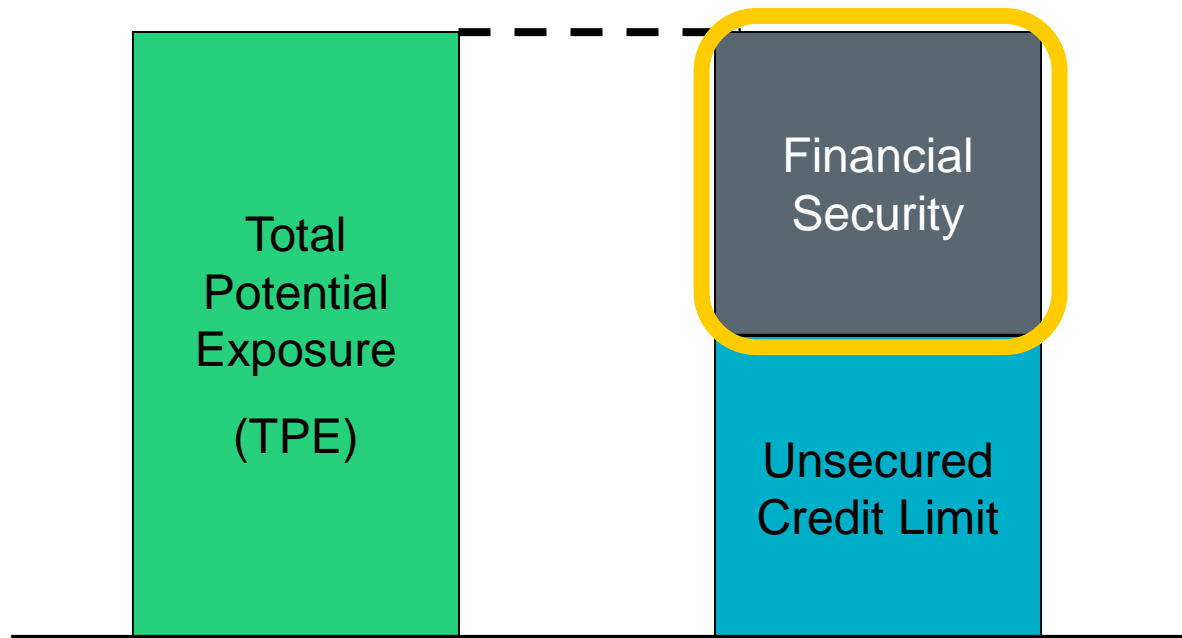 Total
Potential
Exposure
(TPE)
Financial
Security
Unsecured
Credit Limit